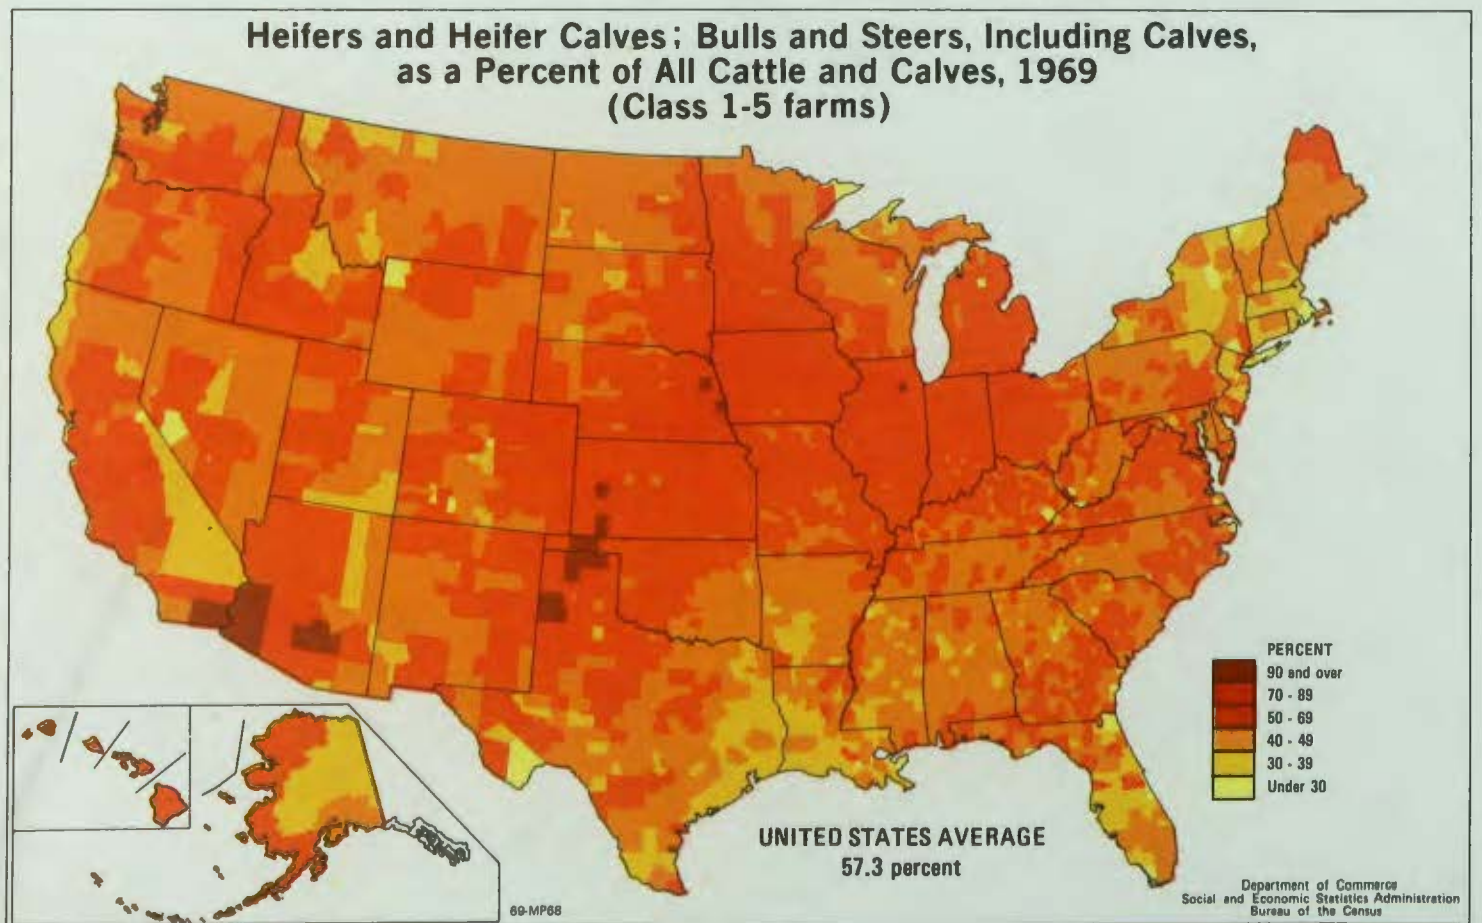 Heifers and Heifer Calves; Bulls and Steers, Including Calves,
as a Percent of All Cattle and Calves, 1969
(Class 1-5 farms)
PERCENT
90 and over
70 - 89
50 - 69
40 - 49
30 - 39
Under 30
UNITED STATES AVERAGE
57.3 percent
69-MP68
Department of Commerce
Social and Economic Statistics Administration
Bureau of the Census